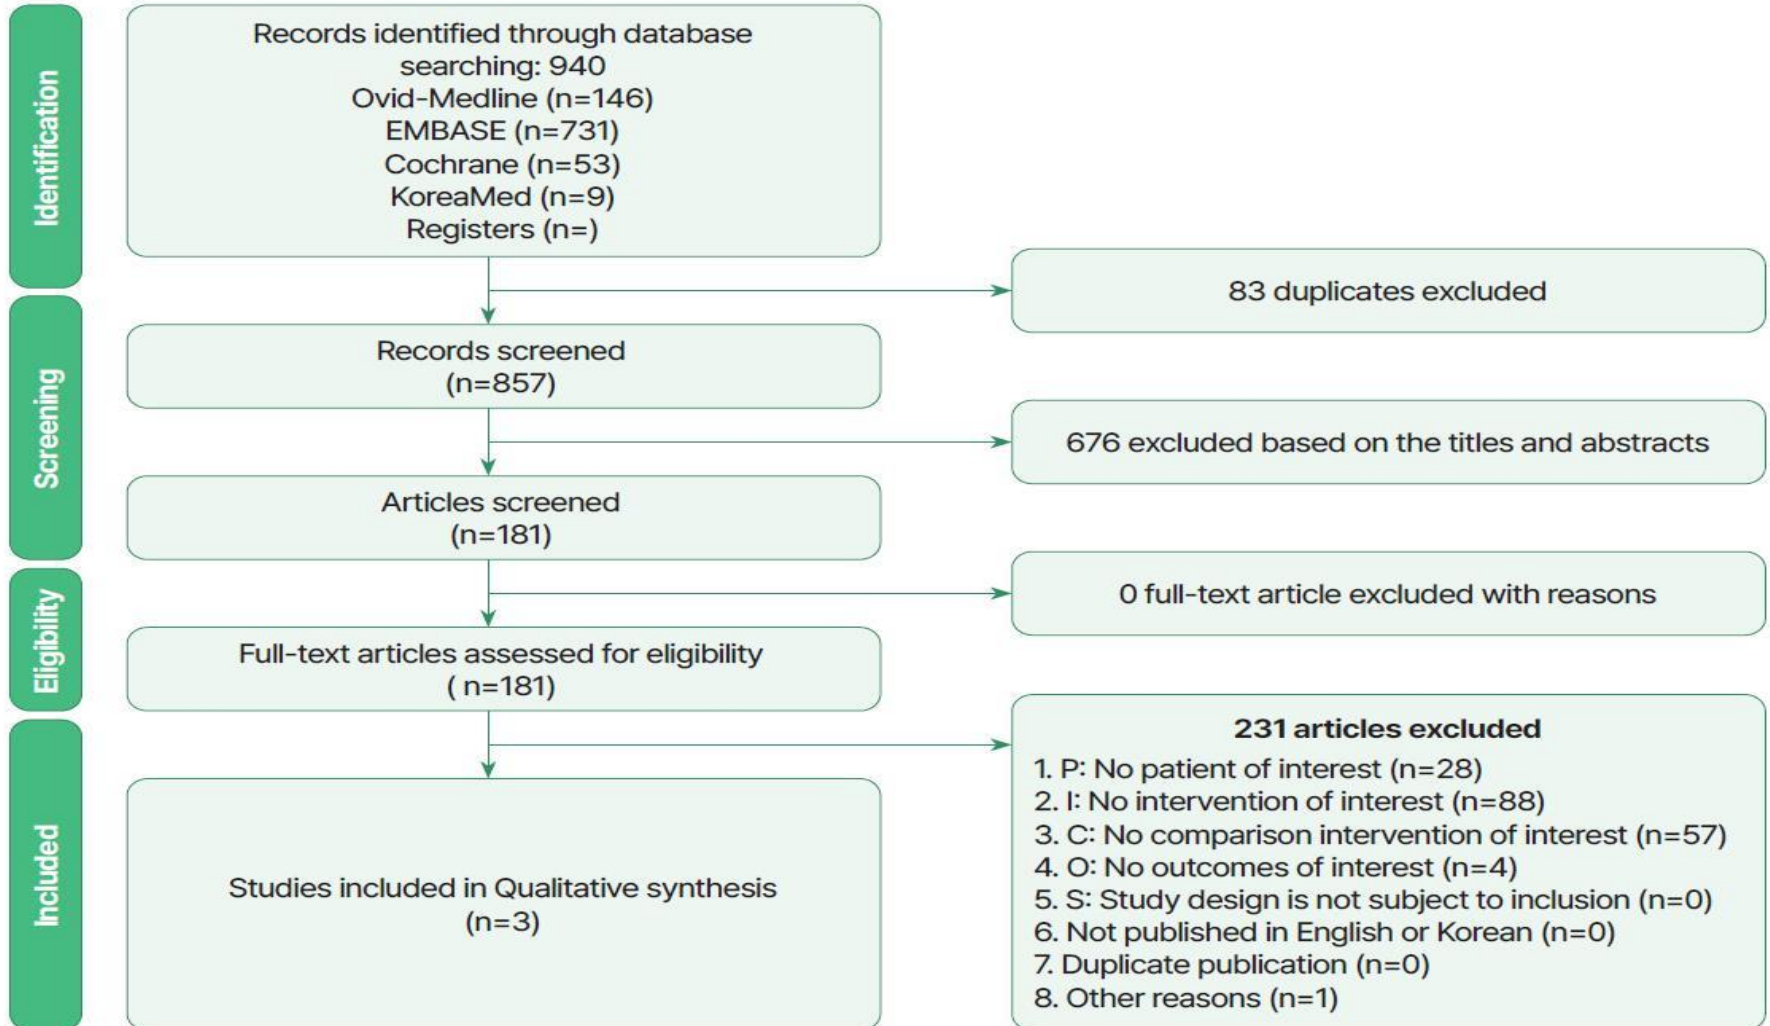 Identification
Records identified through database
searching: 940
Ovid-Medline (n=146)
EMBASE (n=731)
Cochrane (n=53)
KoreaMed (n=9)
Registers (n=)
83 duplicates excluded
Screening
Records screened
(n=857)
676 excluded based on the titles and abstracts
Articles screened
(n=181)
0 full-text article excluded with reasons
Eligibility
Full-text articles assessed for eligibility
( n=181)
231 articles excluded
1. P: No patient of interest (n=28)
2. I: No intervention of interest (n=88)
3. C: No comparison intervention of interest (n=57)
4. O: No outcomes of interest (n=4)
5. S: Study design is not subject to inclusion (n=0)
6. Not published in English or Korean (n=0)
7. Duplicate publication (n=0)
8. Other reasons (n=1)
Included
Studies included in Qualitative synthesis
(n=3)